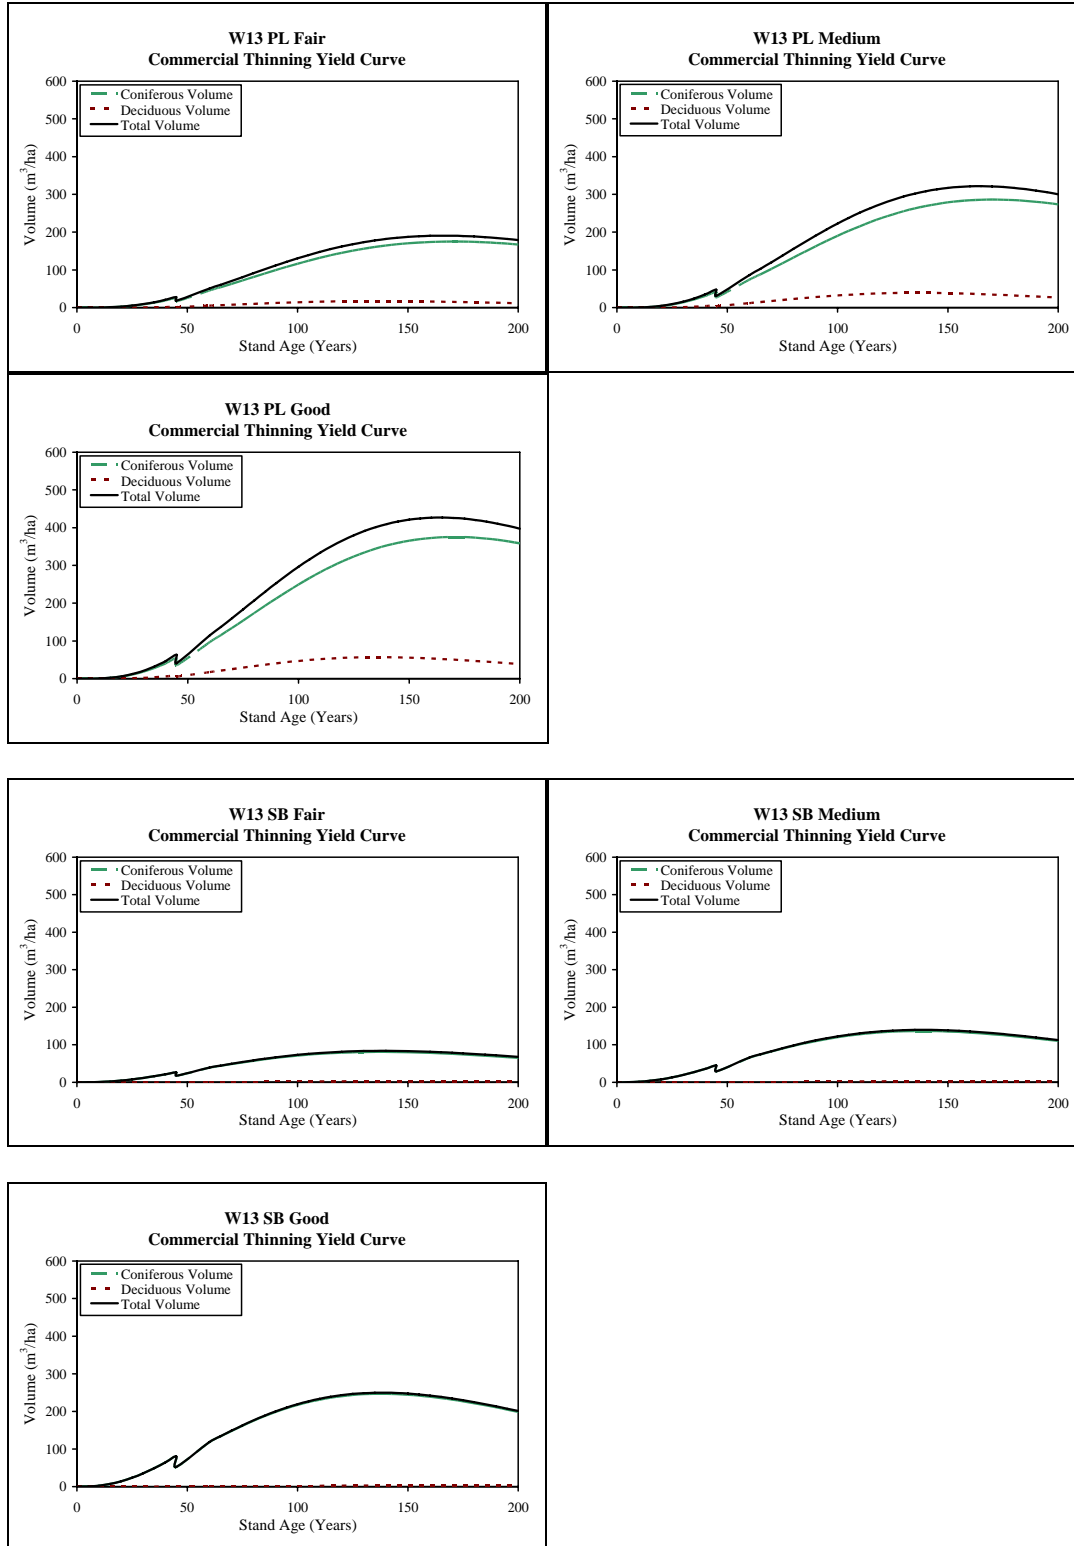 W13 PL Fair
Commercial Thinning Yield Curve
Coniferous Volume
Deciduous Volume
Total Volume
Volume (m³/ha)
600
500
400
300
200
100
0
0 50 100 150 200
Stand Age (Years)
W13 PL Medium
Commercial Thinning Yield Curve
Coniferous Volume
Deciduous Volume
Total Volume
Volume (m³/ha)
600
500
400
300
200
100
0
0 50 100 150 200
Stand Age (Years)
W13 PL Good
Commercial Thinning Yield Curve
Coniferous Volume
Deciduous Volume
Total Volume
Volume (m³/ha)
600
500
400
300
200
100
0
0 50 100 150 200
Stand Age (Years)
W13 SB Fair
Commercial Thinning Yield Curve
Coniferous Volume
Deciduous Volume
Total Volume
Volume (m³/ha)
600
500
400
300
200
100
0
0 50 100 150 200
Stand Age (Years)
W13 SB Medium
Commercial Thinning Yield Curve
Coniferous Volume
Deciduous Volume
Total Volume
Volume (m³/ha)
600
500
400
300
200
100
0
0 50 100 150 200
Stand Age (Years)
W13 SB Good
Commercial Thinning Yield Curve
Coniferous Volume
Deciduous Volume
Total Volume
Volume (m³/ha)
600
500
400
300
200
100
0
0 50 100 150 200
Stand Age (Years)